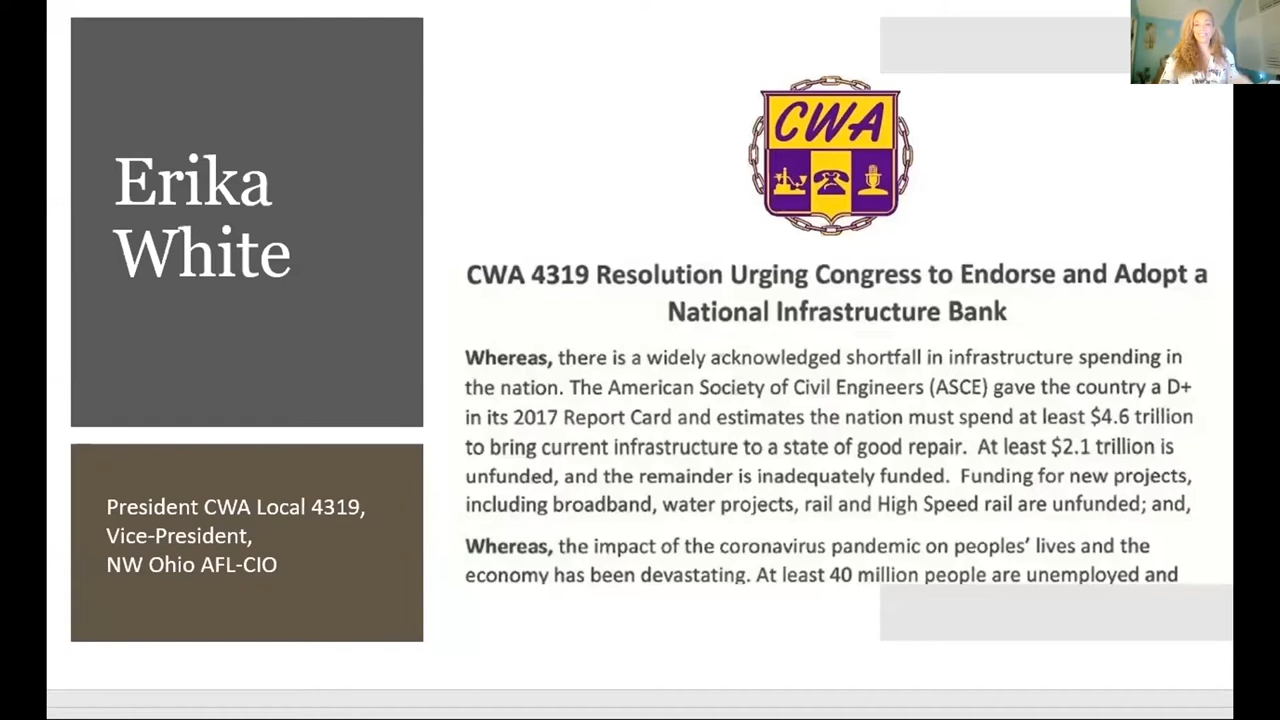 Erika
White
President CWA Local 4319,
Vice-President,
NW Ohio AFL-CIO
CWA
CWA 4319 Resolution Urging Congress to Endorse and Adopt a
National Infrastructure Bank
Whereas, there is a widely acknowledged shortfall in infrastructure spending in
the nation. The American Society of Civil Engineers (ASCE) gave the country a D+
in its 2017 Report Card and estimates the nation must spend at least $4.6 trillion
to bring current infrastructure to a state of good repair. At least $2.1 trillion is
unfunded, and the remainder is inadequately funded. Funding for new projects,
including broadband, water projects, rail and High Speed rail are unfunded; and,
Whereas, the impact of the coronavirus pandemic on peoples’ lives and the
economy has been devastating. At least 40 million people are unemployed and